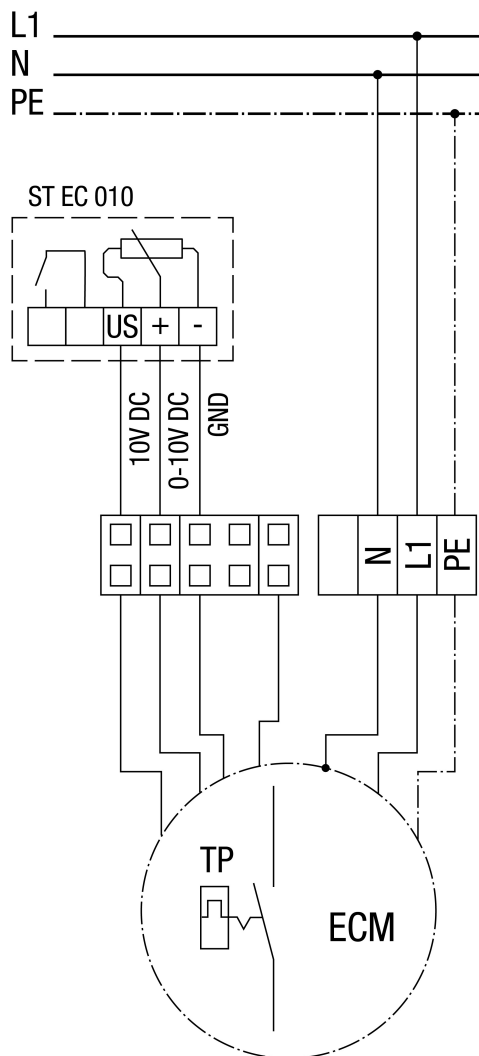 L1
N
PE
ST EC 010
US + -
10V DC
0-10V DC
GND
N
L1
PE
TP
ECM